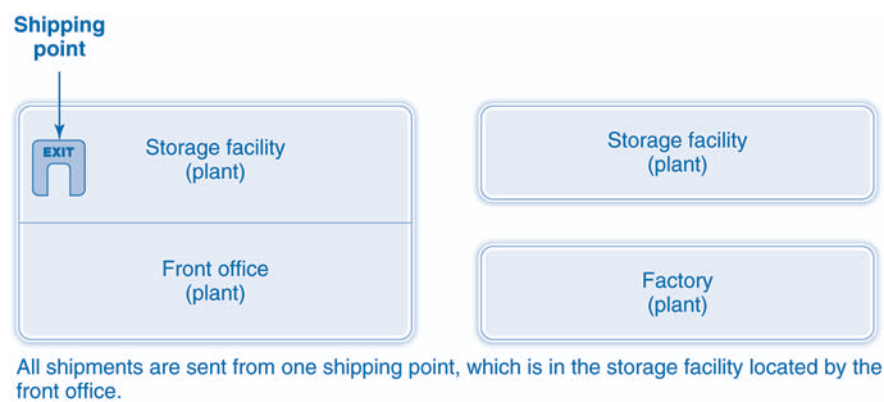 Shipping
point
EXIT
Storage facility
(plant)
Front office
(plant)
Storage facility
(plant)
Factory
(plant)
All shipments are sent from one shipping point, which is in the storage facility located by the
front office.